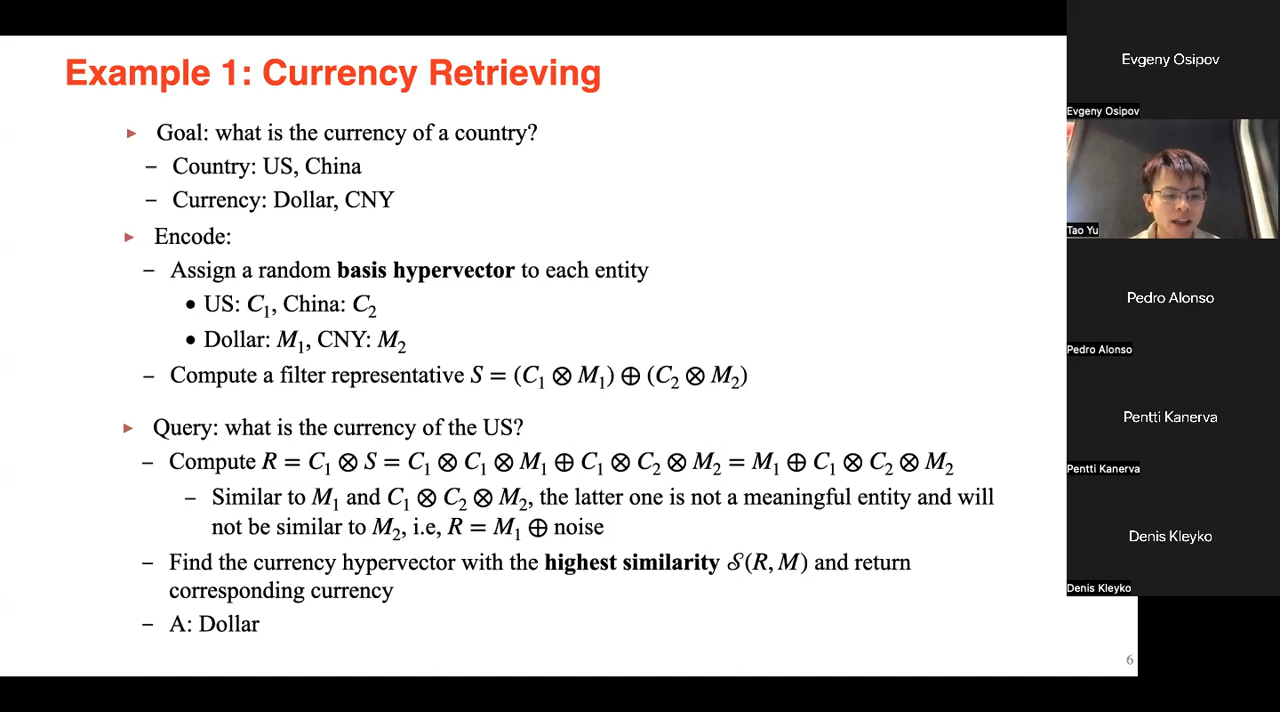 Example 1: Currency Retrieving
▸ Goal: what is the currency of a country?
– Country: US, China
– Currency: Dollar, CNY
▸ Encode:
– Assign a random basis hypervector to each entity
• US: C₁, China: C₂
• Dollar: M₁, CNY: M₂
– Compute a filter representative S = (C₁ ⊗ M₁) ⊕ (C₂ ⊗ M₂)
▸ Query: what is the currency of the US?
– Compute R = C₁ ⊗ S = C₁ ⊗ C₁ ⊗ M₁ ⊕ C₁ ⊗ C₂ ⊗ M₂ = M₁ ⊕ C₁ ⊗ C₂ ⊗ M₂
– Similar to M₁ and C₁ ⊗ C₂ ⊗ M₂, the latter one is not a meaningful entity and will
not be similar to M₂, i.e, R = M₁ ⊕ noise
– Find the currency hypervector with the highest similarity 𝒮(R, M) and return
corresponding currency
– A: Dollar
6
Evgeny Osipov
Evgeny Osipov
Tao Yu
Pedro Alonso
Pedro Alonso
Pentti Kanerva
Pentti Kanerva
Denis Kleyko
Denis Kleyko